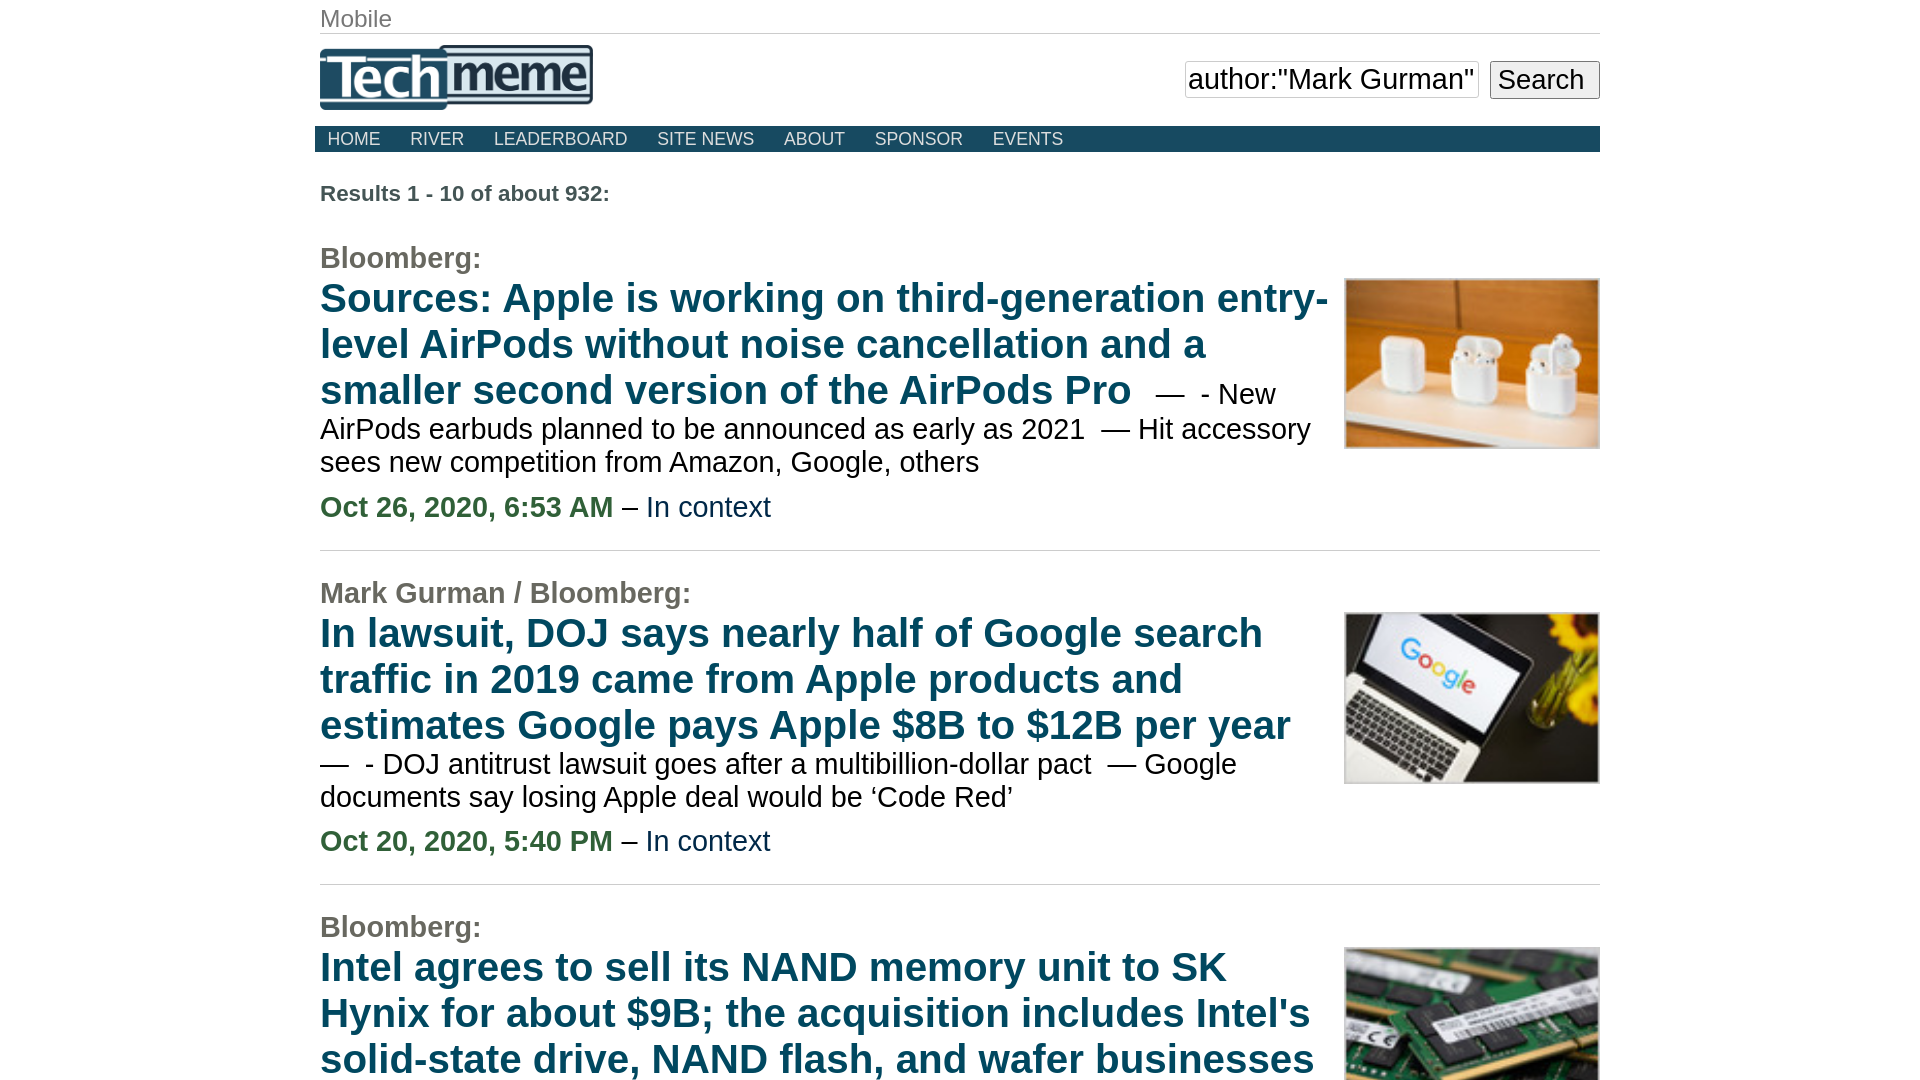 Mobile
Techmeme
author:"Mark Gurman" Search
HOME RIVER LEADERBOARD SITE NEWS ABOUT SPONSOR EVENTS
Results 1 - 10 of about 932:
Bloomberg:
Sources: Apple is working on third-generation entry-
level AirPods without noise cancellation and a
smaller second version of the AirPods Pro — - New
AirPods earbuds planned to be announced as early as 2021 — Hit accessory
sees new competition from Amazon, Google, others
Oct 26, 2020, 6:53 AM – In context
Mark Gurman / Bloomberg:
In lawsuit, DOJ says nearly half of Google search
traffic in 2019 came from Apple products and
estimates Google pays Apple $8B to $12B per year
— - DOJ antitrust lawsuit goes after a multibillion-dollar pact — Google
documents say losing Apple deal would be ‘Code Red’
Google
Oct 20, 2020, 5:40 PM – In context
Bloomberg:
Intel agrees to sell its NAND memory unit to SK
Hynix for about $9B; the acquisition includes Intel's
solid-state drive, NAND flash, and wafer businesses